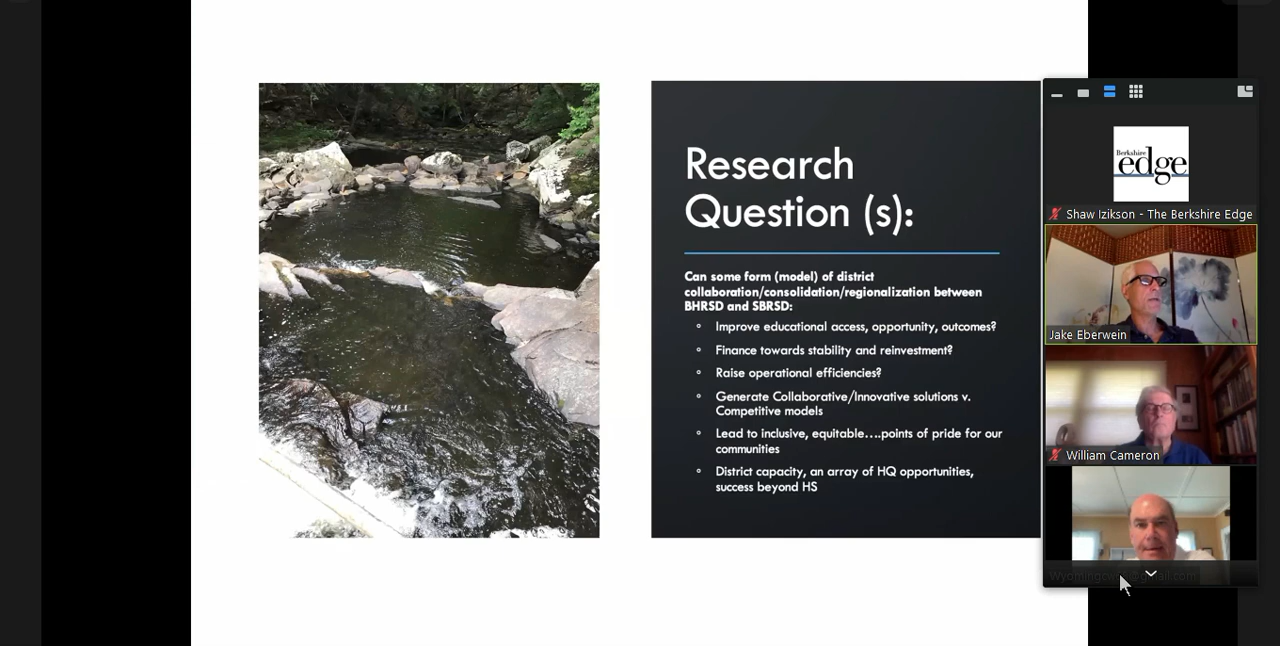 Research
Question (s):
Can some form (model) of district
collaboration/consolidation/regionalization between
BHRSD and SBRSD:
Improve educational access, opportunity, outcomes?
Finance towards stability and reinvestment?
Raise operational efficiencies?
Generate Collaborative/Innovative solutions v.
Competitive models
Lead to inclusive, equitable....points of pride for our
communities
District capacity, an array of HQ opportunities,
success beyond HS
Berkshire
edge
Shaw Izikson - The Berkshire Edge
Jake Eberwein
William Cameron